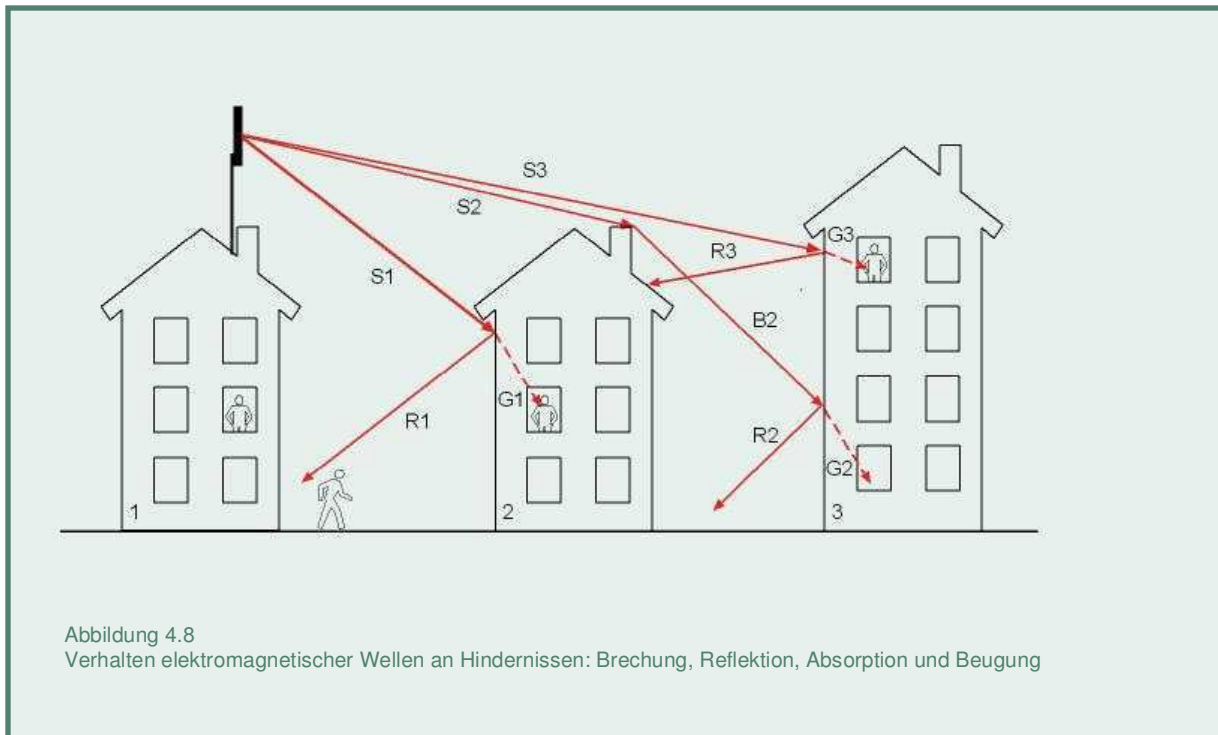 S3
S2
G3
R3
S1
B2
G1
R1
R2
G2
1
2
3
Abbildung 4.8
Verhalten elektromagnetischer Wellen an Hindernissen: Brechung, Reflektion, Absorption und Beugung